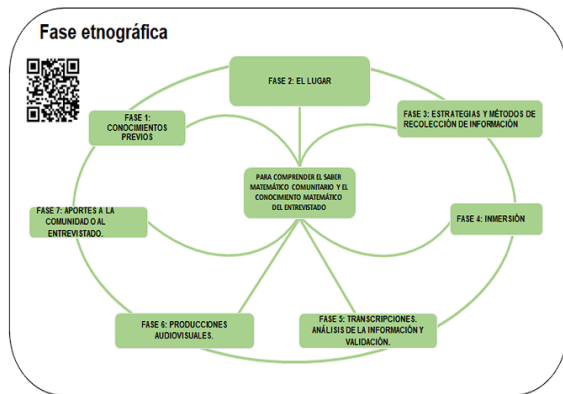 Fase etnográfica
FASE 2: EL LUGAR
FASE 1:
CONOCIMIENTOS
PREVIOS
FASE 3: ESTRATEGIAS Y MÉTODOS DE
RECOLECCIÓN DE INFORMACIÓN
PARA COMPRENDER EL SABER
MATEMÁTICO COMUNITARIO Y EL
CONOCIMIENTO MATEMÁTICO
DEL ENTREVISTADO
FASE 7: APORTES A LA
COMUNIDAD O AL
ENTREVISTADO.
FASE 4: INMERSIÓN
FASE 6: PRODUCCIONES
AUDIOVISUALES.
FASE 5: TRANSCRIPCIONES.
ANÁLISIS DE LA INFORMACIÓN Y
VALIDACIÓN.